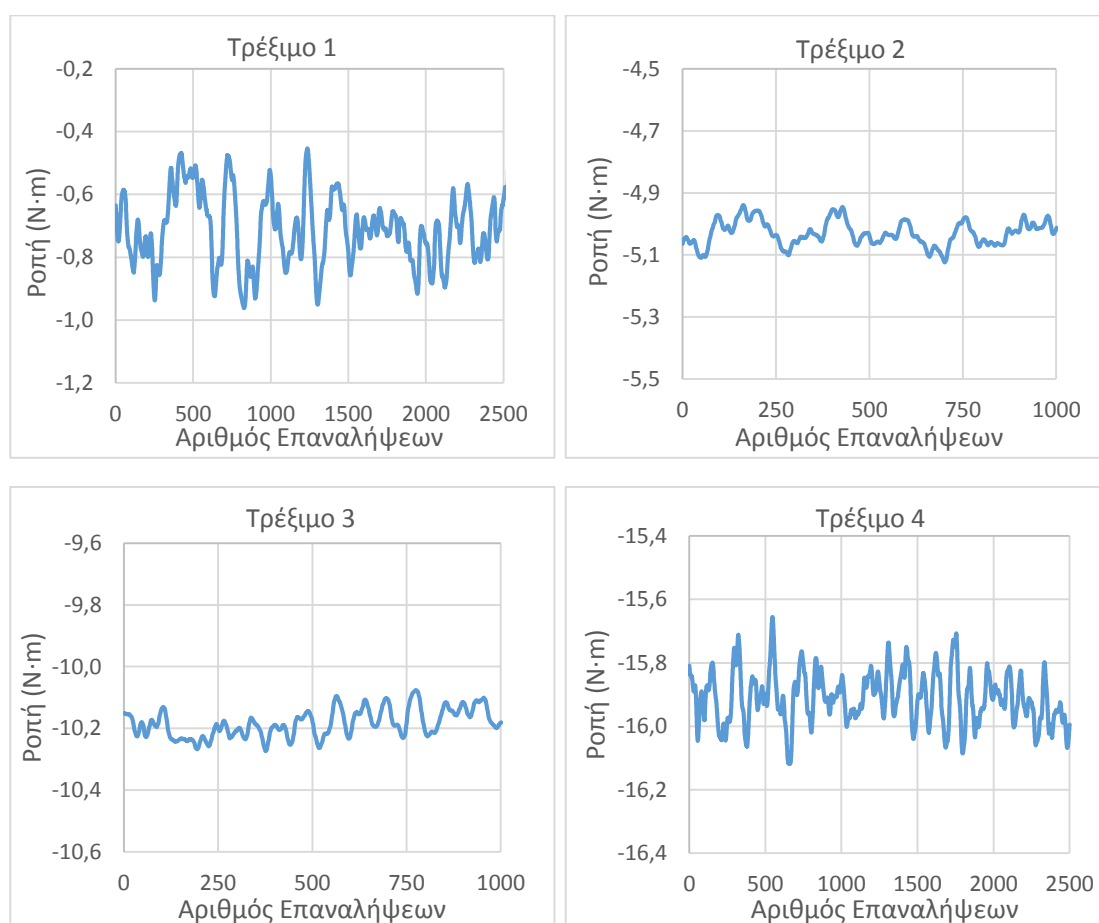 Τρέξιμο 1
-0,2
-0,4
-0,6
-0,8
-1,0
-1,2
Ροπή (N·m)
0 500 1000 1500 2000 2500
Αριθμός Επαναλήψεων
Τρέξιμο 2
-4,5
-4,7
-4,9
-5,1
-5,3
-5,5
Ροπή (N·m)
0 250 500 750 1000
Αριθμός Επαναλήψεων
Τρέξιμο 3
-9,6
-9,8
-10,0
-10,2
-10,4
-10,6
Ροπή (N·m)
0 250 500 750 1000
Αριθμός Επαναλήψεων
Τρέξιμο 4
-15,4
-15,6
-15,8
-16,0
-16,2
-16,4
Ροπή (N·m)
0 500 1000 1500 2000 2500
Αριθμός Επαναλήψεων